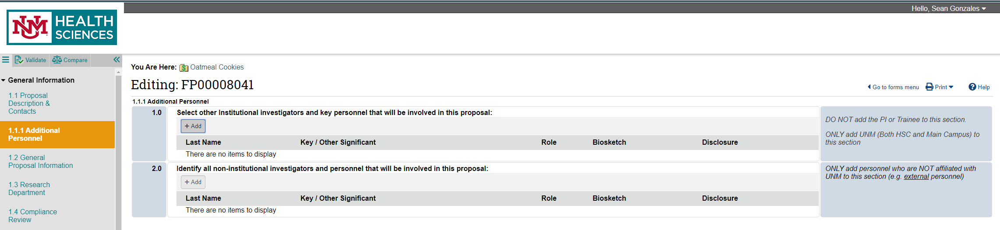 Hello, Sean Gonzales
UNM HEALTH
SCIENCES
Validate Compare
You Are Here: Oatmeal Cookies
General Information
Editing: FP00008041
1.1 Proposal
Description &
Contacts
Go to forms menu Print Help
1.1.1 Additional Personnel
1.0 Select other Institutional investigators and key personnel that will be involved in this proposal:
+ Add
DO NOT add the PI or Trainee to this section.
ONLY add UNM (Both HSC and Main Campus) to
this section
1.1.1 Additional
Personnel
Last Name Key / Other Significant Role Biosketch Disclosure
There are no items to display
1.2 General
Proposal Information
2.0 Identify all non-institutional investigators and personnel that will be involved in this proposal:
+ Add
ONLY add personnel who are NOT affiliated with
UNM to this section (e.g. external personnel)
1.3 Research
Department
Last Name Key / Other Significant Role Biosketch Disclosure
There are no items to display
1.4 Compliance
Review